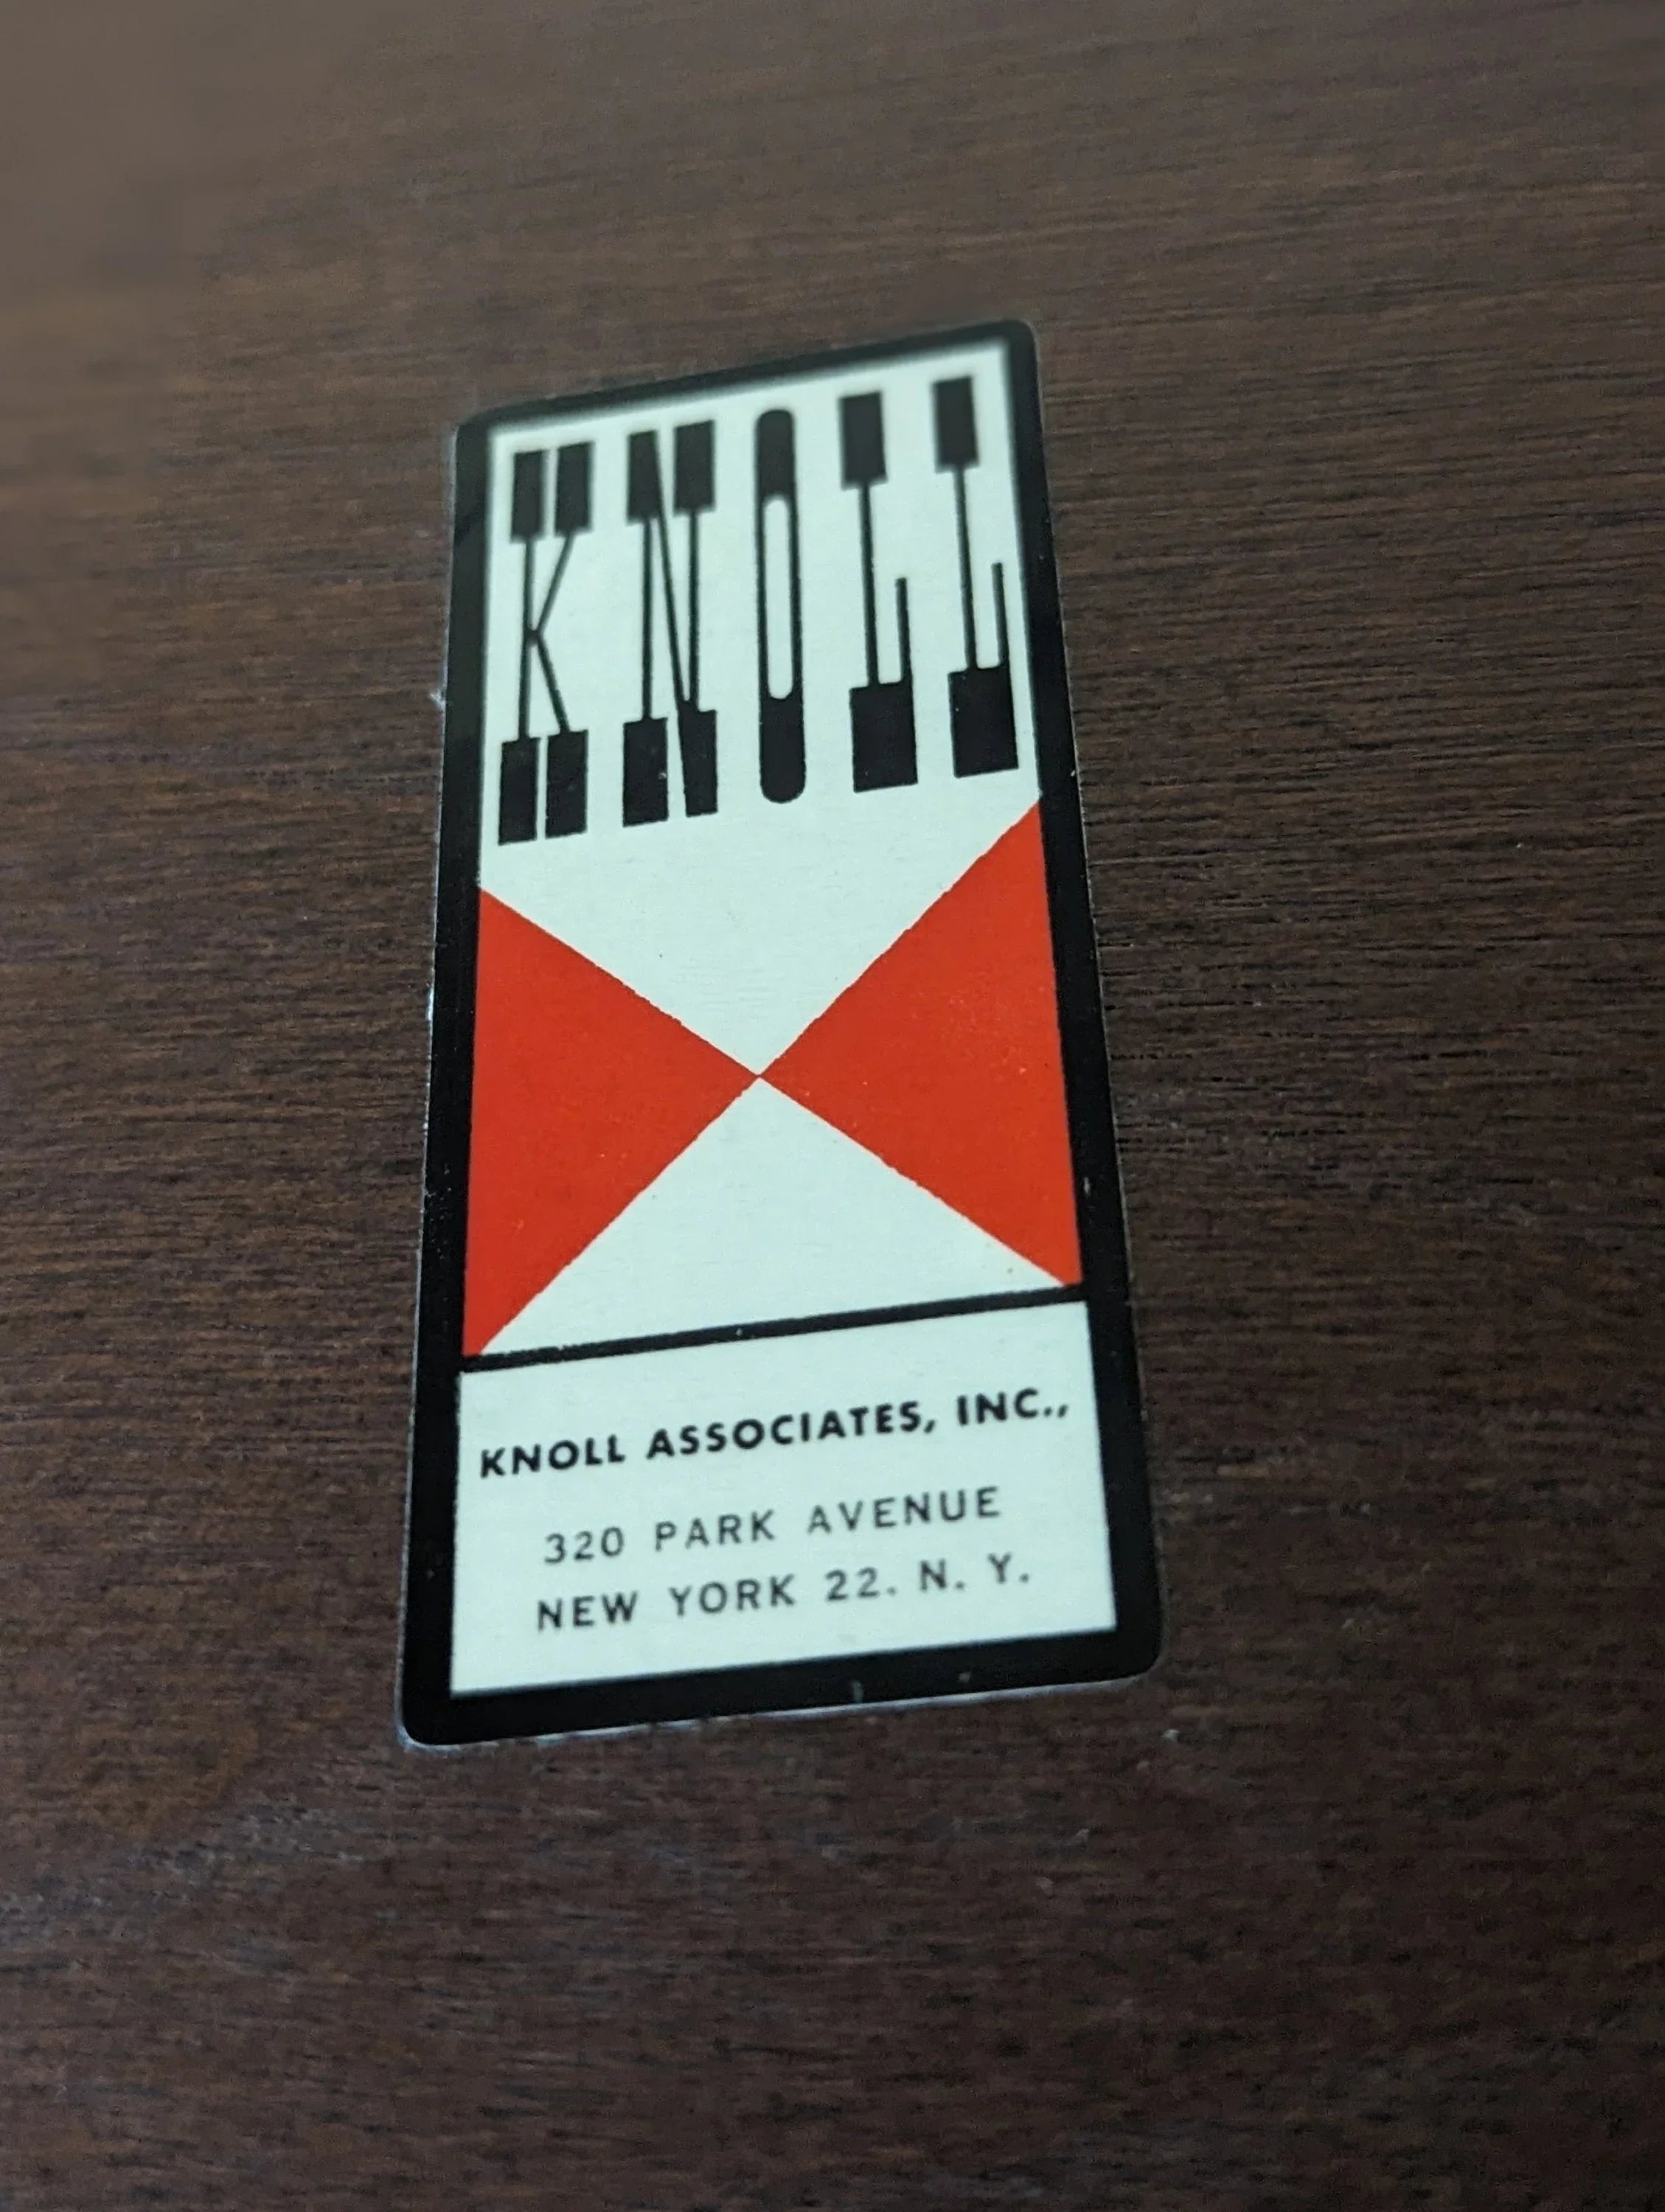 KNOLL
KNOLL ASSOCIATES, INC.,
320 PARK AVENUE
NEW YORK 22. N. Y.